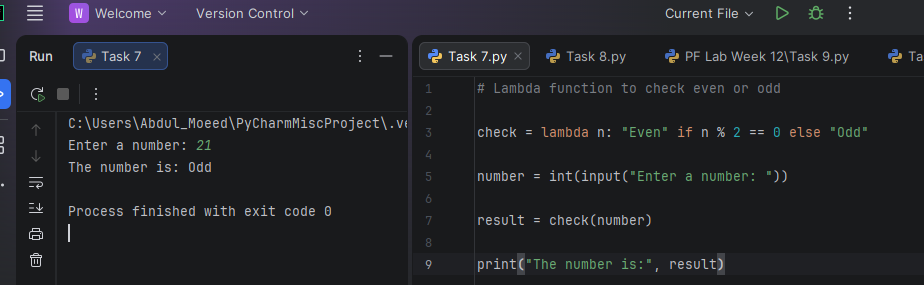 W Welcome
Version Control
Current File
Run
Task 7
Task 7.py
Task 8.py
PF Lab Week 12\Task 9.py
Ta
C:\Users\Abdul_Moeed\PyCharmMiscProject\.ve
Enter a number: 21
The number is: Odd
Process finished with exit code 0
1 # Lambda function to check even or odd
2
3 check = lambda n: "Even" if n % 2 == 0 else "Odd"
4
5 number = int(input("Enter a number: "))
6
7 result = check(number)
8
9 print("The number is:", result)